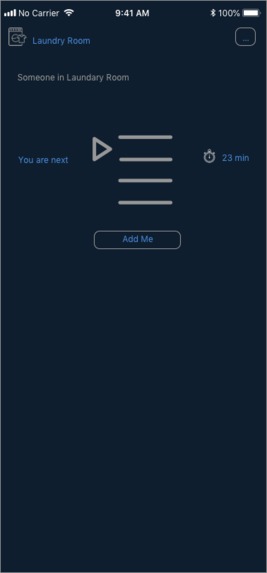 No Carrier 9:41 AM 100%
Laundry Room ...
Someone in Laundary Room
You are next 23 min
Add Me